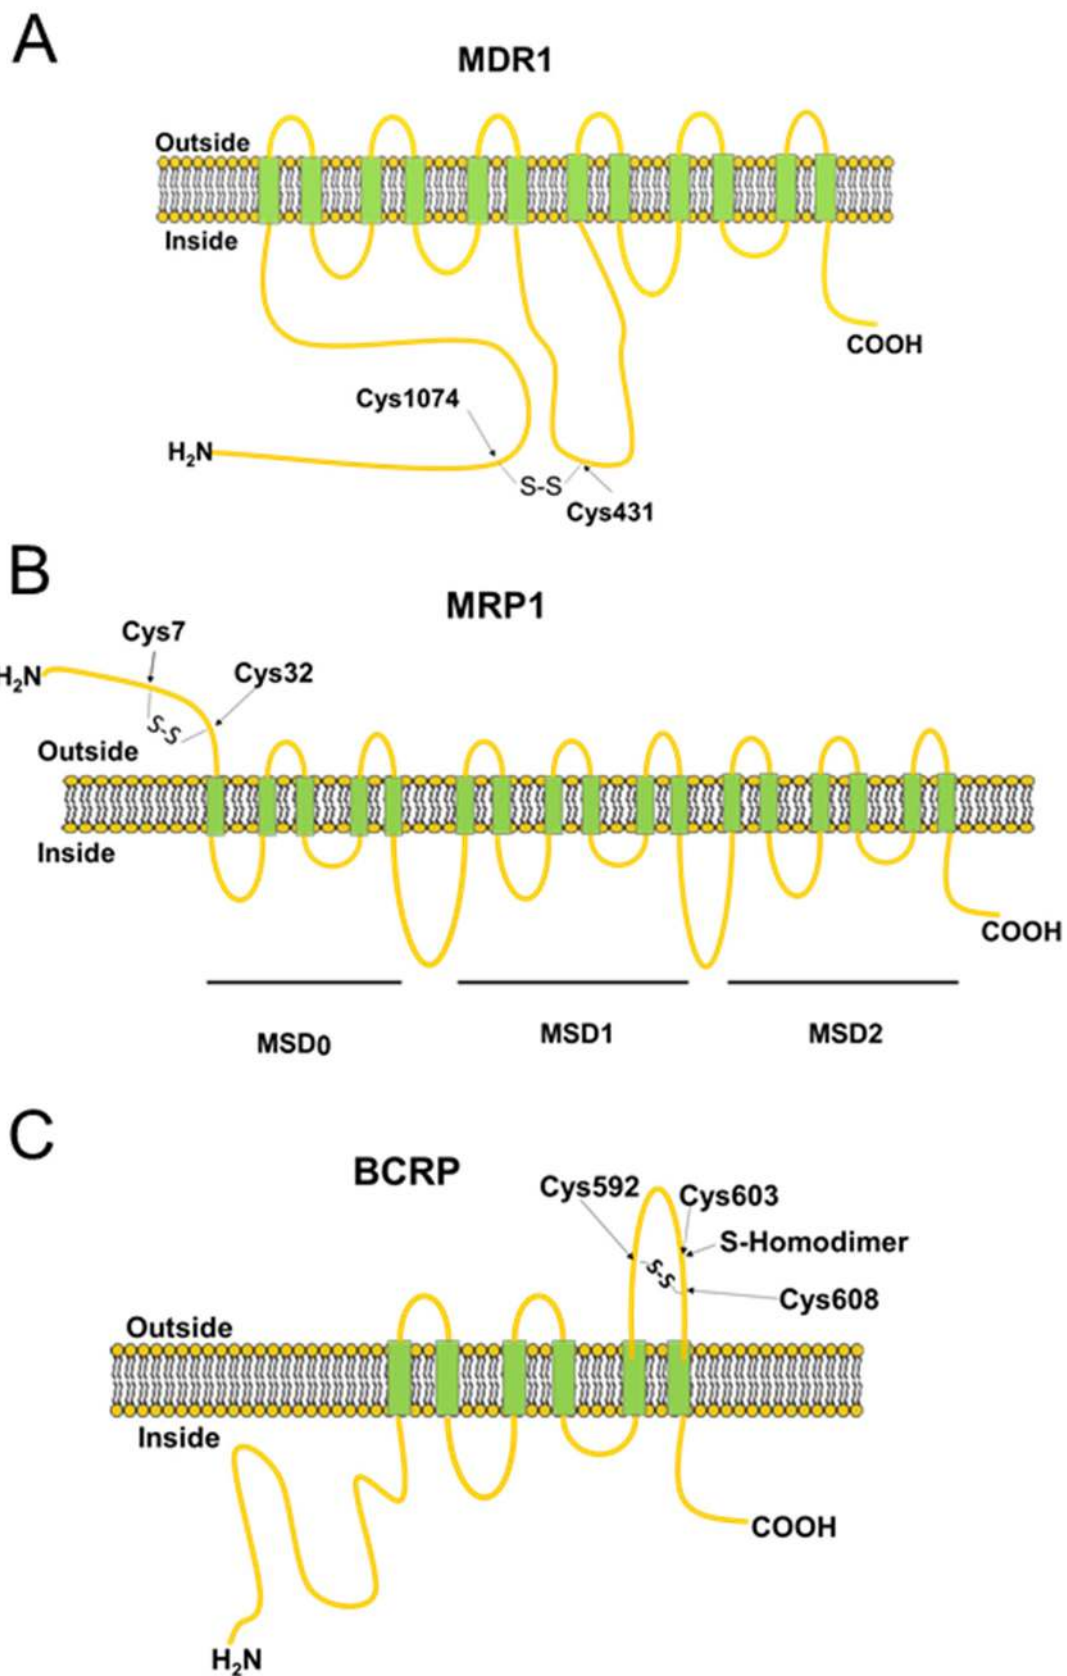 A
MDR1
Outside
Inside
COOH
Cys1074
H₂N
S-S
Cys431
B
MRP1
Cys7
H₂N
Cys32
S-S
Outside
Inside
COOH
MSD0
MSD1
MSD2
C
BCRP
Cys592
Cys603
S-Homodimer
S-S
Cys608
Outside
Inside
COOH
H₂N